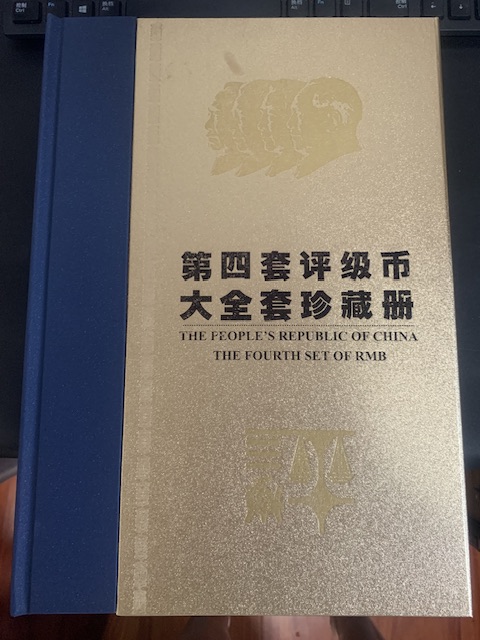 第四套评级币
大全套珍藏册
THE PEOPLE'S REPUBLIC OF CHINA
THE FOURTH SET OF RMB